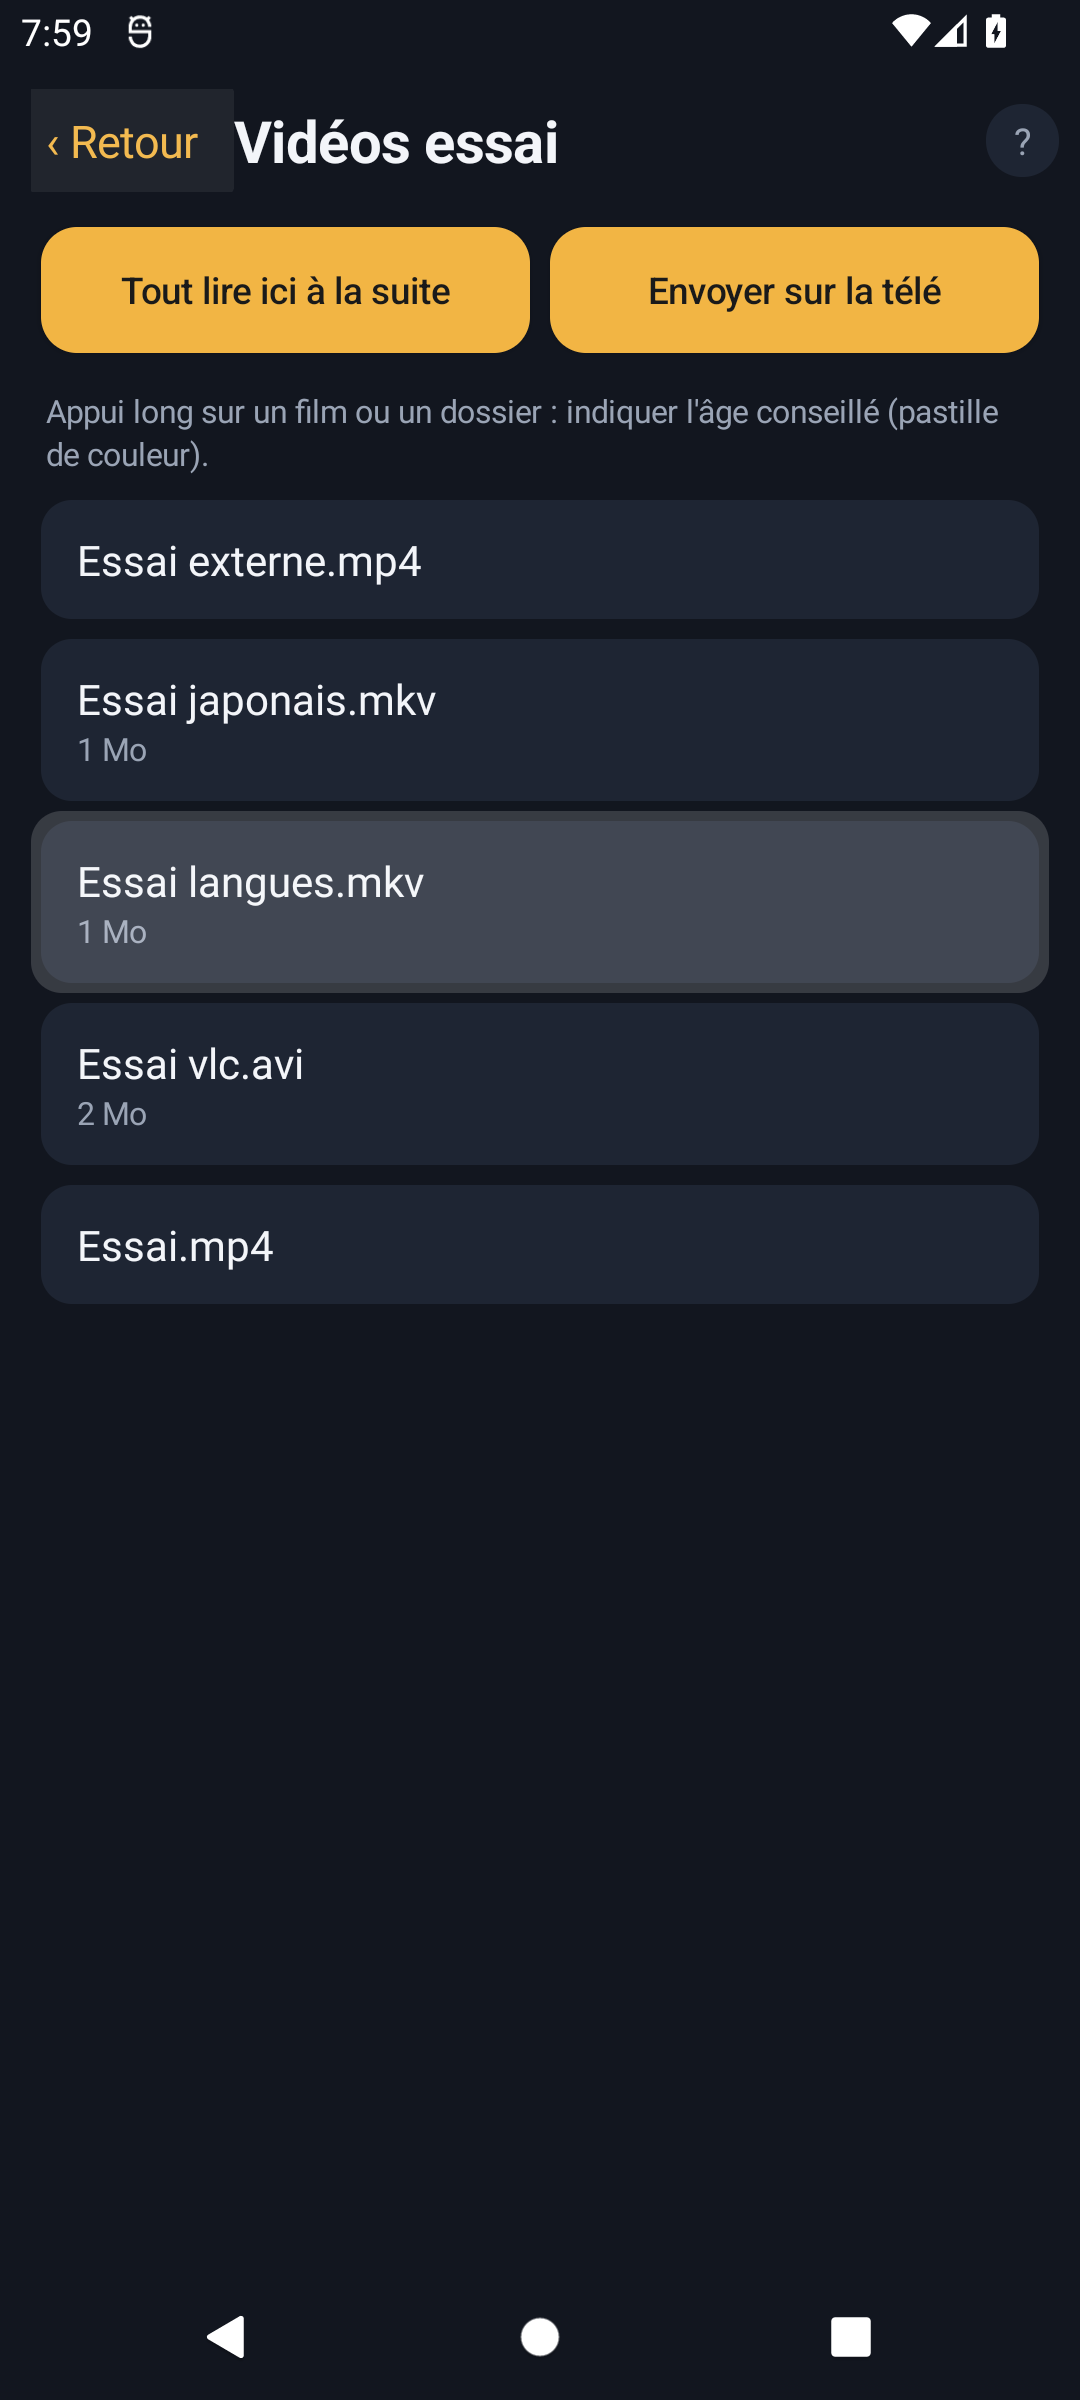 7:59
‹ Retour
Vidéos essai
?
Tout lire ici à la suite
Envoyer sur la télé
Appui long sur un film ou un dossier : indiquer l'âge conseillé (pastille
de couleur).
Essai externe.mp4
Essai japonais.mkv
1 Mo
Essai langues.mkv
1 Mo
Essai vlc.avi
2 Mo
Essai.mp4